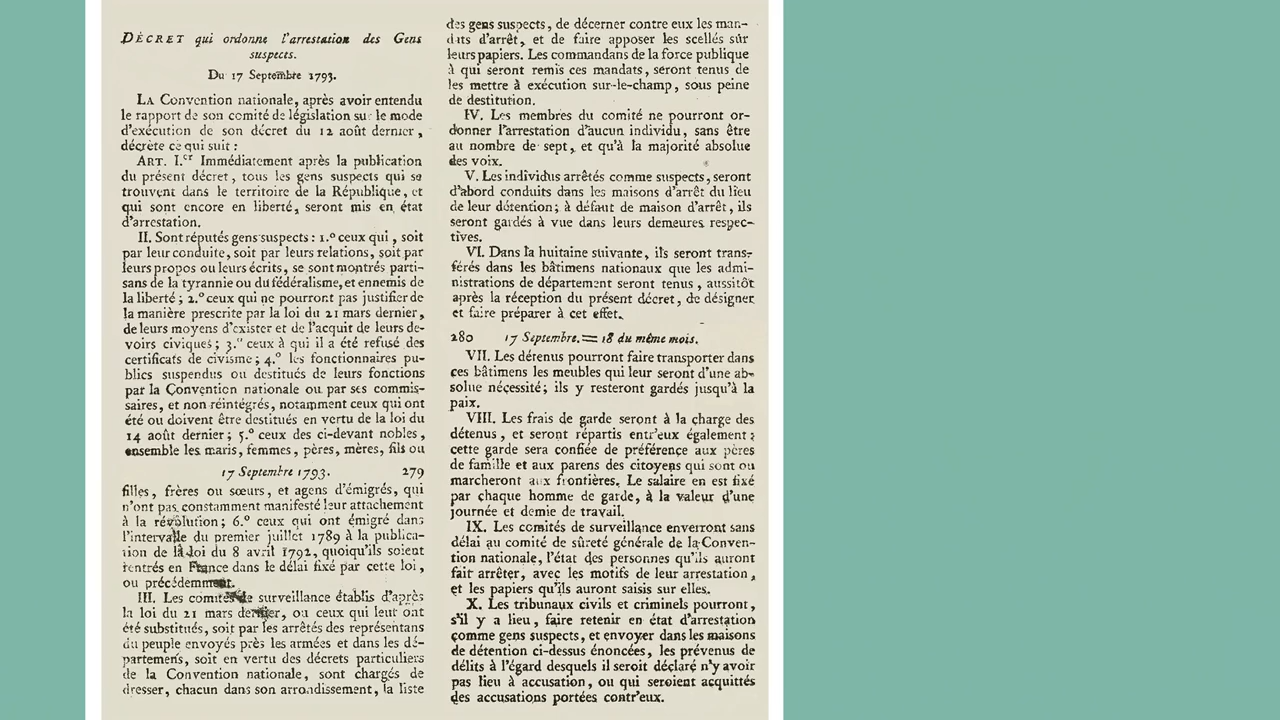 DÉCRET qui ordonne l'arrestation des Gens
suspects.
Du 17 Septembre 1793.
LA Convention nationale, après avoir entendu
le rapport de son comité de législation sur le mode
d'exécution de son décret du 12 août dernier,
décrète ce qui suit :
ART. I.er Immédiatement après la publication
du présent décret, tous les gens suspects qui se
trouvent dans le territoire de la République, et
qui sont encore en liberté, seront mis en état
d'arrestation.
II. Sont réputés gens suspects : 1.º ceux qui, soit
par leur conduite, soit par leurs relations, soit par
leurs propos ou leurs écrits, se sont montrés parti-
sans de la tyrannie ou du fédéralisme, et ennemis de
la liberté ; 2.º ceux qui ne pourront pas justifier de
la manière prescrite par la loi du 21 mars dernier,
de leurs moyens d'exister et de l'acquit de leurs de-
voirs civiques ; 3.º ceux à qui il a été refusé des
certificats de civisme ; 4.º les fonctionnaires pu-
blics suspendus ou destitués de leurs fonctions
par la Convention nationale ou par ses commis-
saires, et non réintégrés, notamment ceux qui ont
été ou doivent être destitués en vertu de la loi du
14 août dernier ; 5.º ceux des ci-devant nobles,
ensemble les maris, femmes, pères, mères, fils ou
17 Septembre 1793. 279
filles, frères ou sœurs, et agens d'émigrés, qui
n'ont pas constamment manifesté leur attachement
à la révolution ; 6.º ceux qui ont émigré dans
l'intervalle du premier juillet 1789 à la publica-
tion de la loi du 8 avril 1792, quoiqu'ils soient
rentrés en France dans le délai fixé par cette loi,
ou précédemment.
III. Les comités de surveillance établis d'après
la loi du 21 mars dernier, ou ceux qui leur ont
été substitués, soit par les arrêtés des représentans
du peuple envoyés près les armées et dans les dé-
partemens, soit en vertu des décrets particuliers
de la Convention nationale, sont chargés de
dresser, chacun dans son arrondissement, la liste
des gens suspects, de décerner contre eux les man-
dats d'arrêt, et de faire apposer les scellés sur
leurs papiers. Les commandans de la force publique
à qui seront remis ces mandats, seront tenus de
les mettre à exécution sur-le-champ, sous peine
de destitution.
IV. Les membres du comité ne pourront or-
donner l'arrestation d'aucun individu, sans être
au nombre de sept, et qu'à la majorité absolue
des voix.
V. Les individus arrêtés comme suspects, seront
d'abord conduits dans les maisons d'arrêt du lieu
de leur détention ; à défaut de maison d'arrêt, ils
seront gardés à vue dans leurs demeures respec-
tives.
VI. Dans la huitaine suivante, ils seront trans-
férés dans les bâtimens nationaux que les admi-
nistrations de département seront tenus, aussitôt
après la réception du présent décret, de désigner
et faire préparer à cet effet.
280 17 Septembre. = 18 du même mois.
VII. Les détenus pourront faire transporter dans
ces bâtimens les meubles qui leur seront d'une ab-
solue nécessité ; ils y resteront gardés jusqu'à la
paix.
VIII. Les frais de garde seront à la charge des
détenus, et seront répartis entr'eux également :
cette garde sera confiée de préférence aux pères
de famille et aux parens des citoyens qui sont ou
marcheront aux frontières. Le salaire en est fixé
par chaque homme de garde, à la valeur d'une
journée et demie de travail.
IX. Les comités de surveillance enverront sans
délai au comité de sûreté générale de la Conven-
tion nationale, l'état des personnes qu'ils auront
fait arrêter, avec les motifs de leur arrestation,
et les papiers qu'ils auront saisis sur elles.
X. Les tribunaux civils et criminels pourront,
s'il y a lieu, faire retenir en état d'arrestation
comme gens suspects, et envoyer dans les maisons
de détention ci-dessus énoncées, les prévenus de
délits à l'égard desquels il seroit déclaré n'y avoir
pas lieu à accusation, ou qui seroient acquittés
des accusations portées contr'eux.